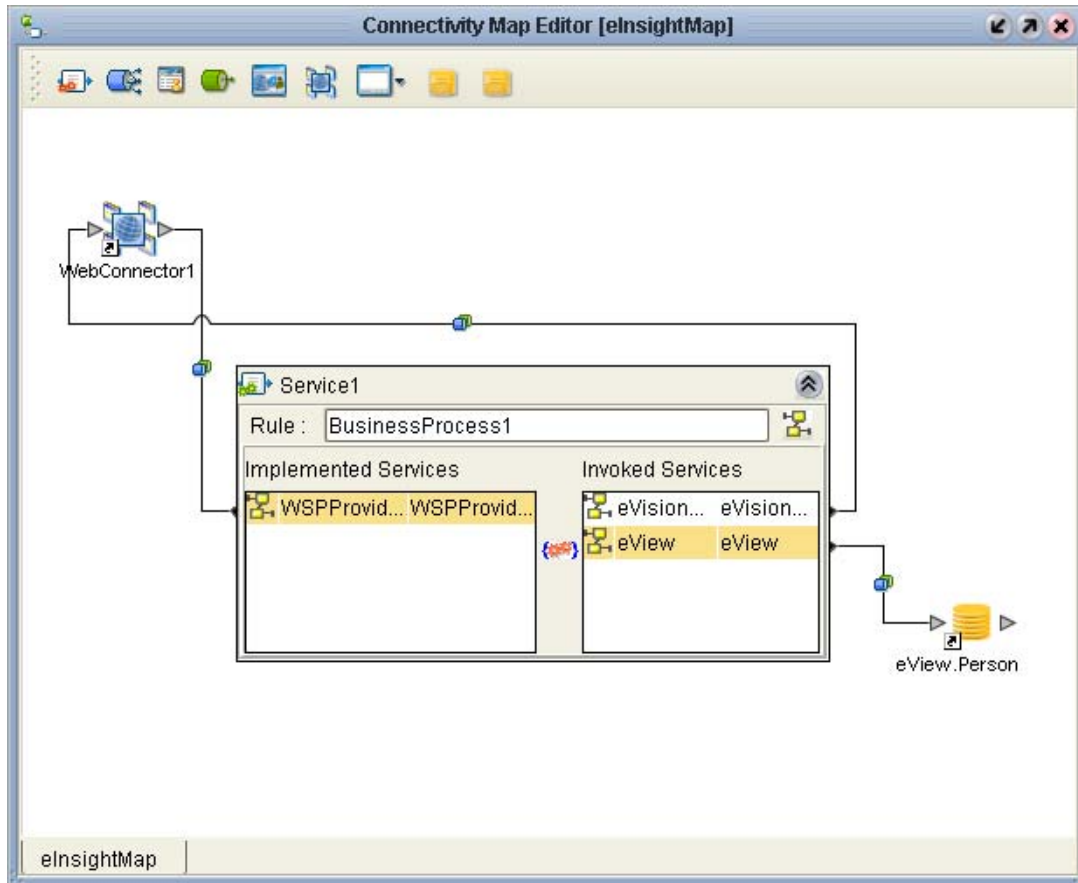 Connectivity Map Editor [eInsightMap]
WebConnector1
Service1
Rule : BusinessProcess1
Implemented Services Invoked Services
WSPProvid... WSPProvid... eVision... eVision...
eView eView
eView.Person
eInsightMap